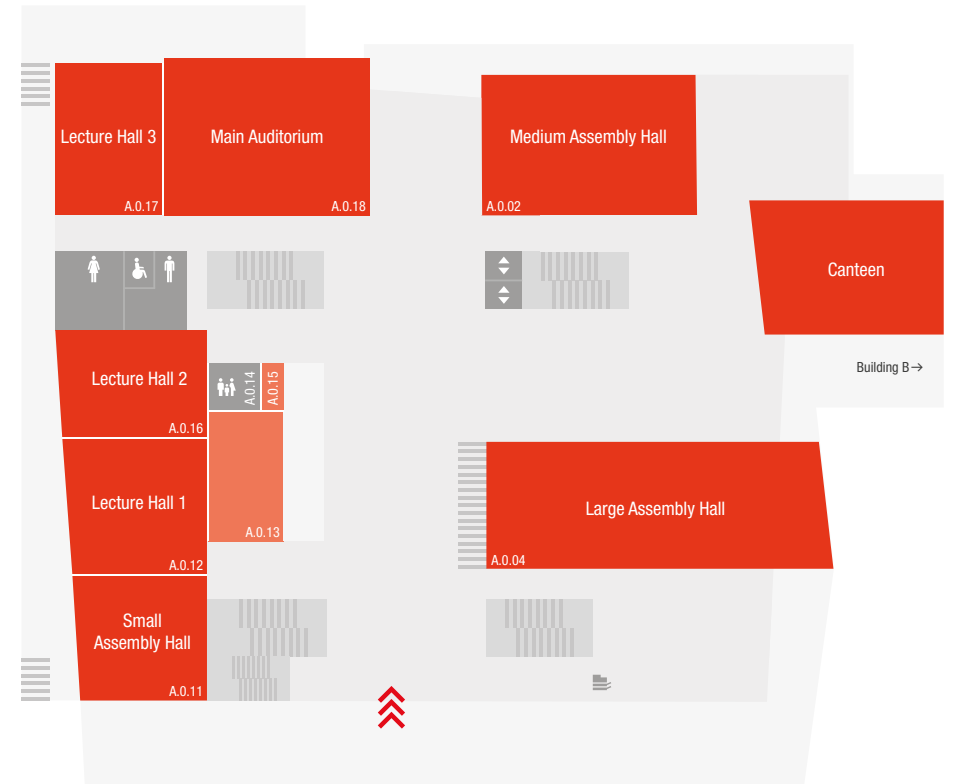 Lecture Hall 3
A.0.17
Main Auditorium
A.0.18
Medium Assembly Hall
A.0.02
Canteen
Building B→
Lecture Hall 2
A.0.16
A.0.14
A.0.15
A.0.13
Lecture Hall 1
A.0.12
Large Assembly Hall
A.0.04
Small
Assembly Hall
A.0.11